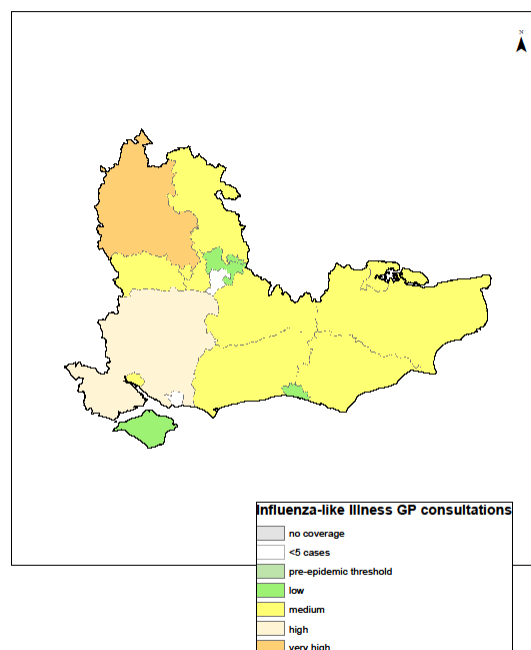 N
Influenza-like Illness GP consultations
no coverage
<5 cases
pre-epidemic threshold
low
medium
high
very high